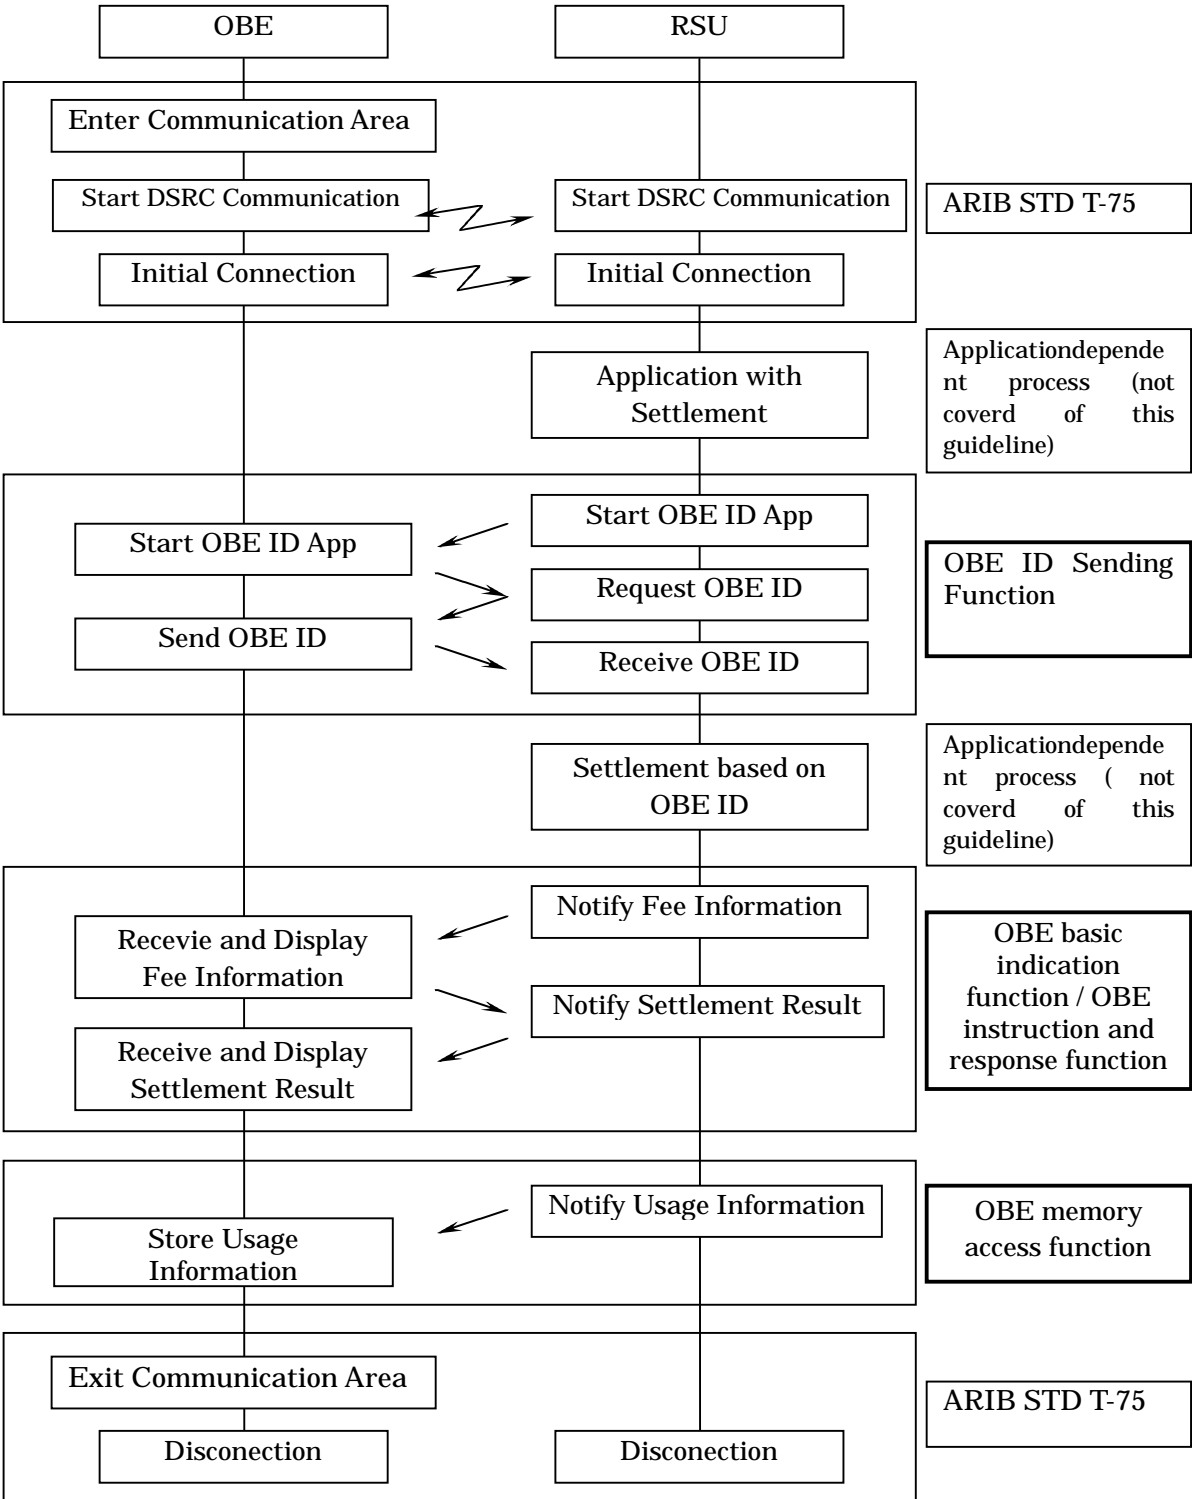 OBE
RSU
Enter Communication Area
Start DSRC Communication
Start DSRC Communication
ARIB STD T-75
Initial Connection
Initial Connection
Application with
Settlement
Applicationdepende
nt process (not
coverd of this
guideline)
Start OBE ID App
Start OBE ID App
Request OBE ID
Send OBE ID
Receive OBE ID
OBE ID Sending
Function
Settlement based on
OBE ID
Applicationdepende
nt process ( not
coverd of this
guideline)
Notify Fee Information
Recevie and Display
Fee Information
Notify Settlement Result
Receive and Display
Settlement Result
OBE basic
indication
function / OBE
instruction and
response function
Notify Usage Information
Store Usage
Information
OBE memory
access function
Exit Communication Area
ARIB STD T-75
Disconection
Disconection